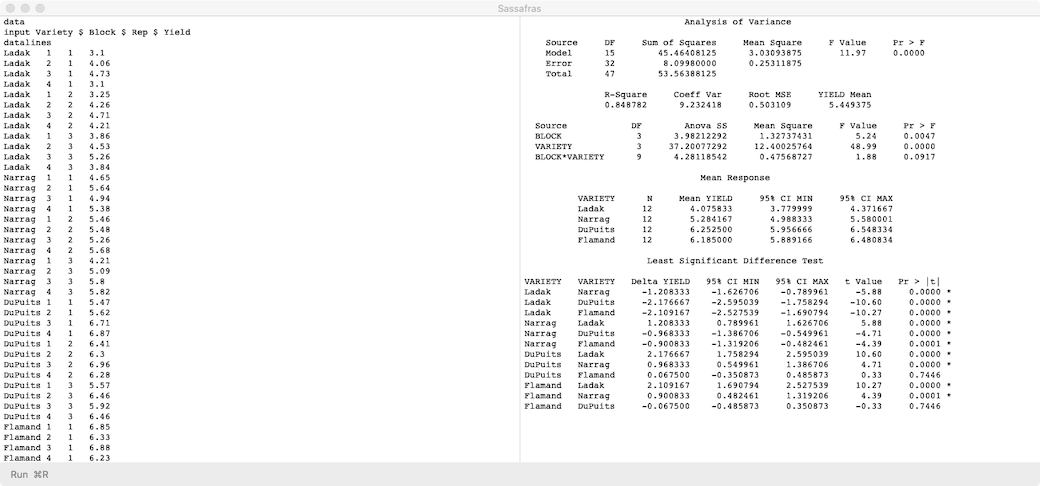 Sassafras
data
input Variety $ Block $ Rep $ Yield
datalines
Ladak 1 1 3.1
Ladak 2 1 4.06
Ladak 3 1 4.73
Ladak 4 1 3.1
Ladak 1 2 3.25
Ladak 2 2 4.26
Ladak 3 2 4.71
Ladak 4 2 4.21
Ladak 1 3 3.86
Ladak 2 3 4.53
Ladak 3 3 5.26
Ladak 4 3 3.84
Narrag 1 1 4.65
Narrag 2 1 5.64
Narrag 3 1 4.94
Narrag 4 1 5.38
Narrag 1 2 5.46
Narrag 2 2 5.48
Narrag 3 2 5.26
Narrag 4 2 5.68
Narrag 1 3 4.21
Narrag 2 3 5.09
Narrag 3 3 5.8
Narrag 4 3 5.82
DuPuits 1 1 5.47
DuPuits 2 1 5.62
DuPuits 3 1 6.71
DuPuits 4 1 6.87
DuPuits 1 2 6.41
DuPuits 2 2 6.3
DuPuits 3 2 6.96
DuPuits 4 2 6.28
DuPuits 1 3 5.57
DuPuits 2 3 6.46
DuPuits 3 3 5.92
DuPuits 4 3 6.46
Flamand 1 1 6.85
Flamand 2 1 6.33
Flamand 3 1 6.88
Flamand 4 1 6.23
Analysis of Variance
Source DF Sum of Squares Mean Square F Value Pr > F
Model 15 45.46408125 3.03093875 11.97 0.0000
Error 32 8.09980000 0.25311875
Total 47 53.56388125
R-Square Coeff Var Root MSE YIELD Mean
0.848782 9.232418 0.503109 5.449375
Source DF Anova SS Mean Square F Value Pr > F
BLOCK 3 3.98212292 1.32737431 5.24 0.0047
VARIETY 3 37.20077292 12.40025764 48.99 0.0000
BLOCK*VARIETY 9 4.28118542 0.47568727 1.88 0.0917
Mean Response
VARIETY N Mean YIELD 95% CI MIN 95% CI MAX
Ladak 12 4.075833 3.779999 4.371667
Narrag 12 5.284167 4.988333 5.580001
DuPuits 12 6.252500 5.956666 6.548334
Flamand 12 6.185000 5.889166 6.480834
Least Significant Difference Test
VARIETY VARIETY Delta YIELD 95% CI MIN 95% CI MAX t Value Pr > |t|
Ladak Narrag -1.208333 -1.626706 -0.789961 -5.88 0.0000 *
Ladak DuPuits -2.176667 -2.595039 -1.758294 -10.60 0.0000 *
Ladak Flamand -2.109167 -2.527539 -1.690794 -10.27 0.0000 *
Narrag Ladak 1.208333 0.789961 1.626706 5.88 0.0000 *
Narrag DuPuits -0.968333 -1.386706 -0.549961 -4.71 0.0000 *
Narrag Flamand -0.900833 -1.319206 -0.482461 -4.39 0.0001 *
DuPuits Ladak 2.176667 1.758294 2.595039 10.60 0.0000 *
DuPuits Narrag 0.968333 0.549961 1.386706 4.71 0.0000 *
DuPuits Flamand 0.067500 -0.350873 0.485873 0.33 0.7446
Flamand Ladak 2.109167 1.690794 2.527539 10.27 0.0000 *
Flamand Narrag 0.900833 0.482461 1.319206 4.39 0.0001 *
Flamand DuPuits -0.067500 -0.485873 0.350873 -0.33 0.7446
Run ⌘R